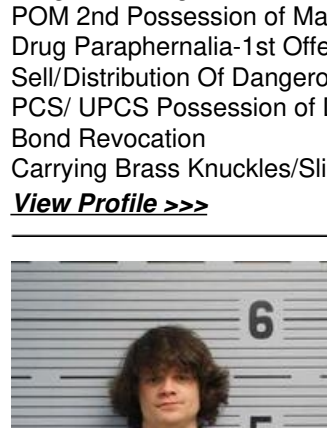 POM 2nd Possession of Ma
Drug Paraphernalia-1st Offe
Sell/Distribution Of Dangero
PCS/ UPCS Possession of
Bond Revocation
Carrying Brass Knuckles/Sli
View Profile >>>
6